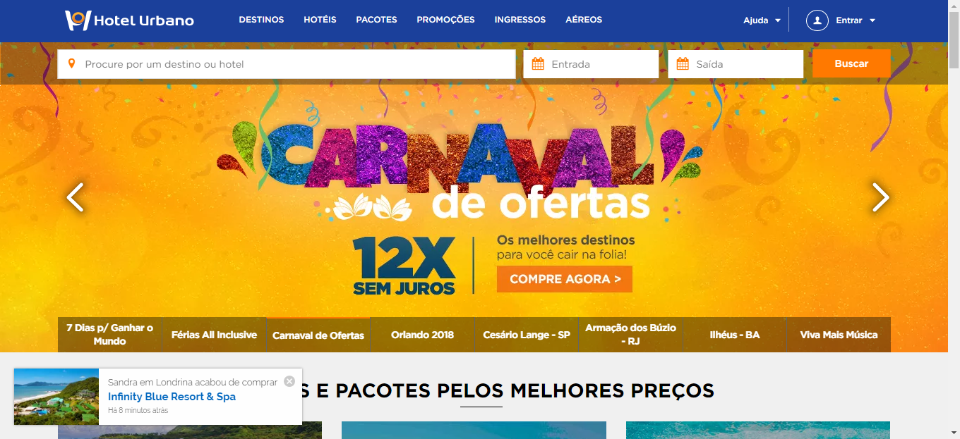 Hotel Urbano
DESTINOS HOTÉIS PACOTES PROMOÇÕES INGRESSOS AÉREOS
Ajuda Entrar
Procure por um destino ou hotel
Entrada
Saída
Buscar
CARNAVAL
de ofertas
12X
SEM JUROS
Os melhores destinos
para você cair na folia!
COMPRE AGORA >
7 Dias p/ Ganhar o
Mundo
Férias All Inclusive
Carnaval de Ofertas
Orlando 2018
Cesário Lange - SP
Armação dos Búzio
- RJ
Ilhéus - BA
Viva Mais Música
Sandra em Londrina acabou de comprar
Infinity Blue Resort & Spa
Há 8 minutos atrás
S E PACOTES PELOS MELHORES PREÇOS